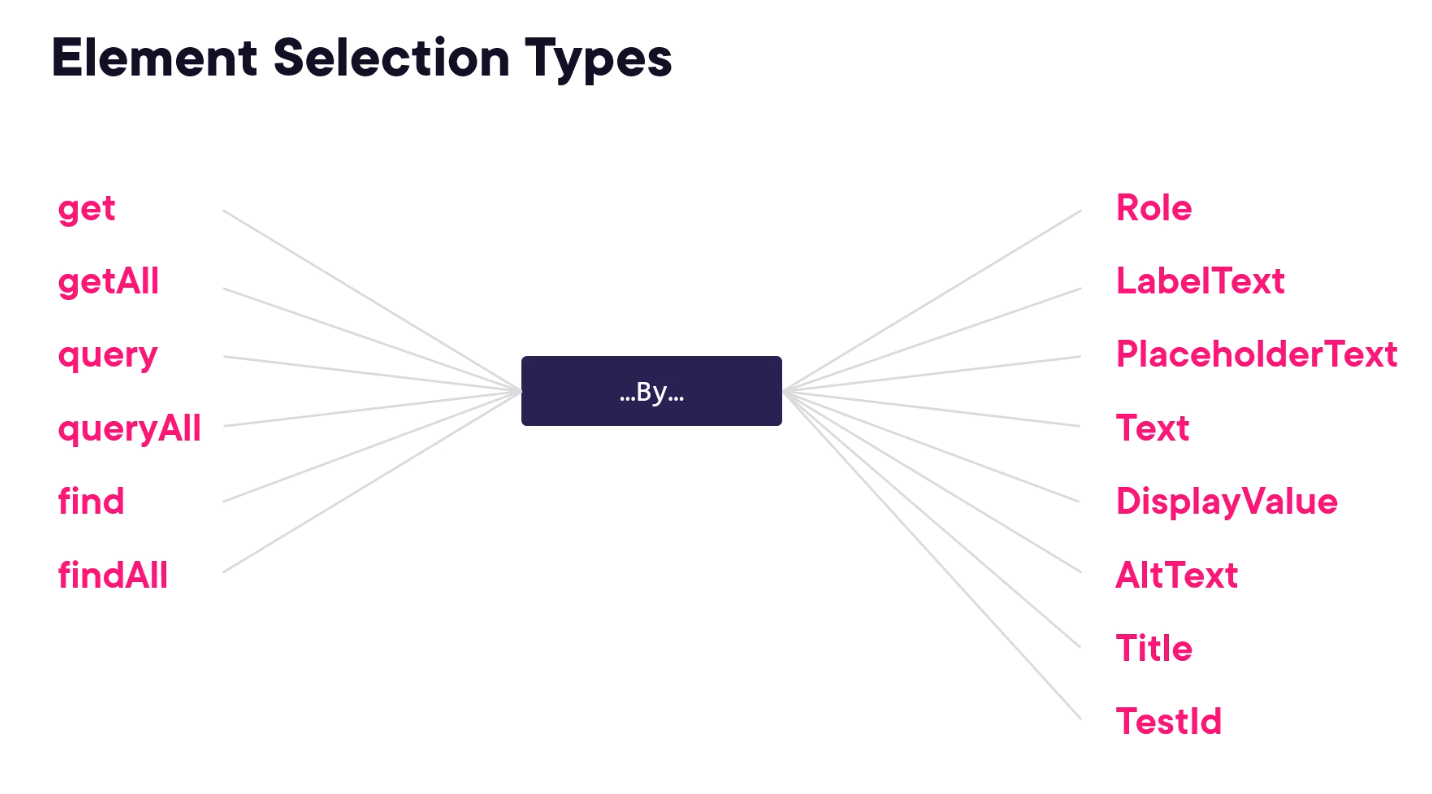 Element Selection Types
get
getAll
query
queryAll
find
findAll
...By...
Role
LabelText
PlaceholderText
Text
DisplayValue
AltText
Title
TestId